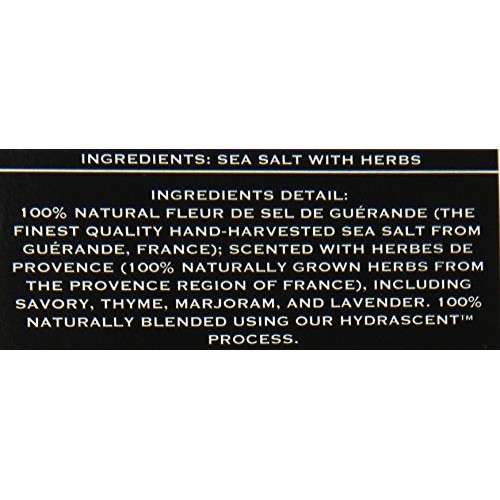 INGREDIENTS: SEA SALT WITH HERBS
INGREDIENTS DETAIL:
100% NATURAL FLEUR DE SEL DE GUÉRANDE (THE
FINEST QUALITY HAND-HARVESTED SEA SALT FROM
GUÉRANDE, FRANCE); SCENTED WITH HERBES DE
PROVENCE (100% NATURALLY GROWN HERBS FROM
THE PROVENCE REGION OF FRANCE), INCLUDING
SAVORY, THYME, MARJORAM, AND LAVENDER. 100%
NATURALLY BLENDED USING OUR HYDRASCENT™
PROCESS.